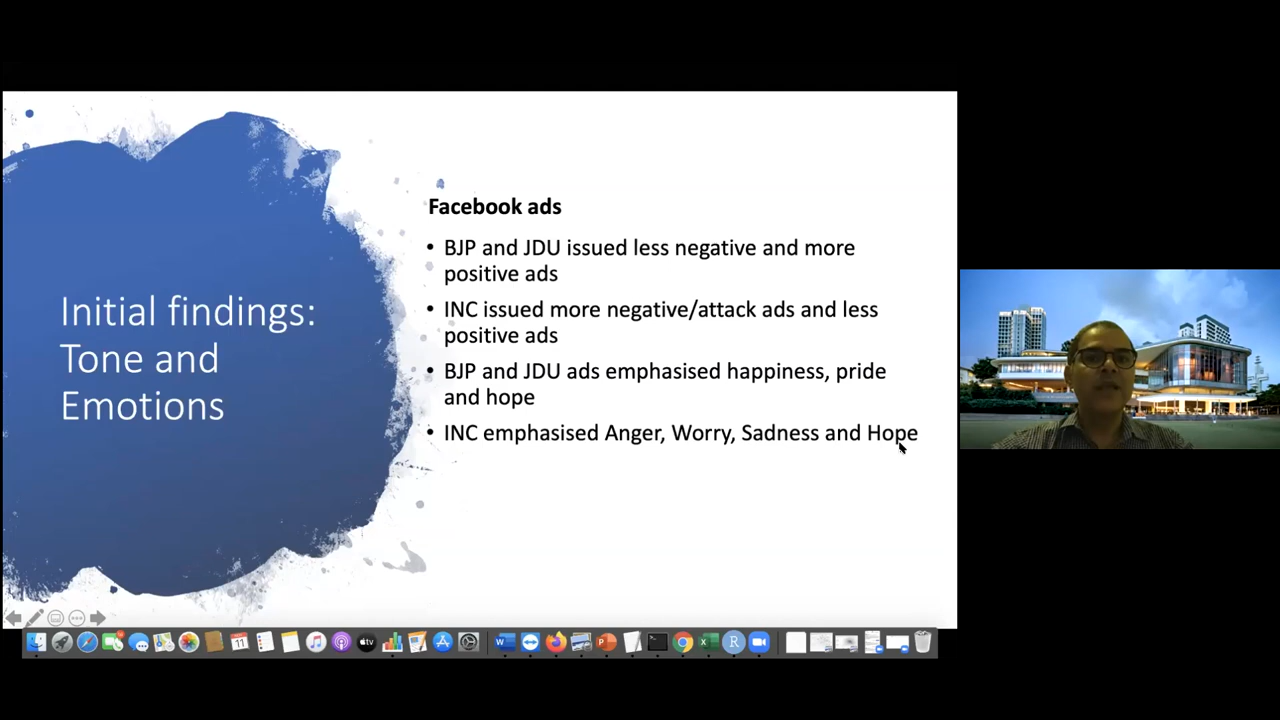 Initial findings:
Tone and
Emotions
Facebook ads
• BJP and JDU issued less negative and more
positive ads
• INC issued more negative/attack ads and less
positive ads
• BJP and JDU ads emphasised happiness, pride
and hope
• INC emphasised Anger, Worry, Sadness and Hope
11
tv
W
P
X
R